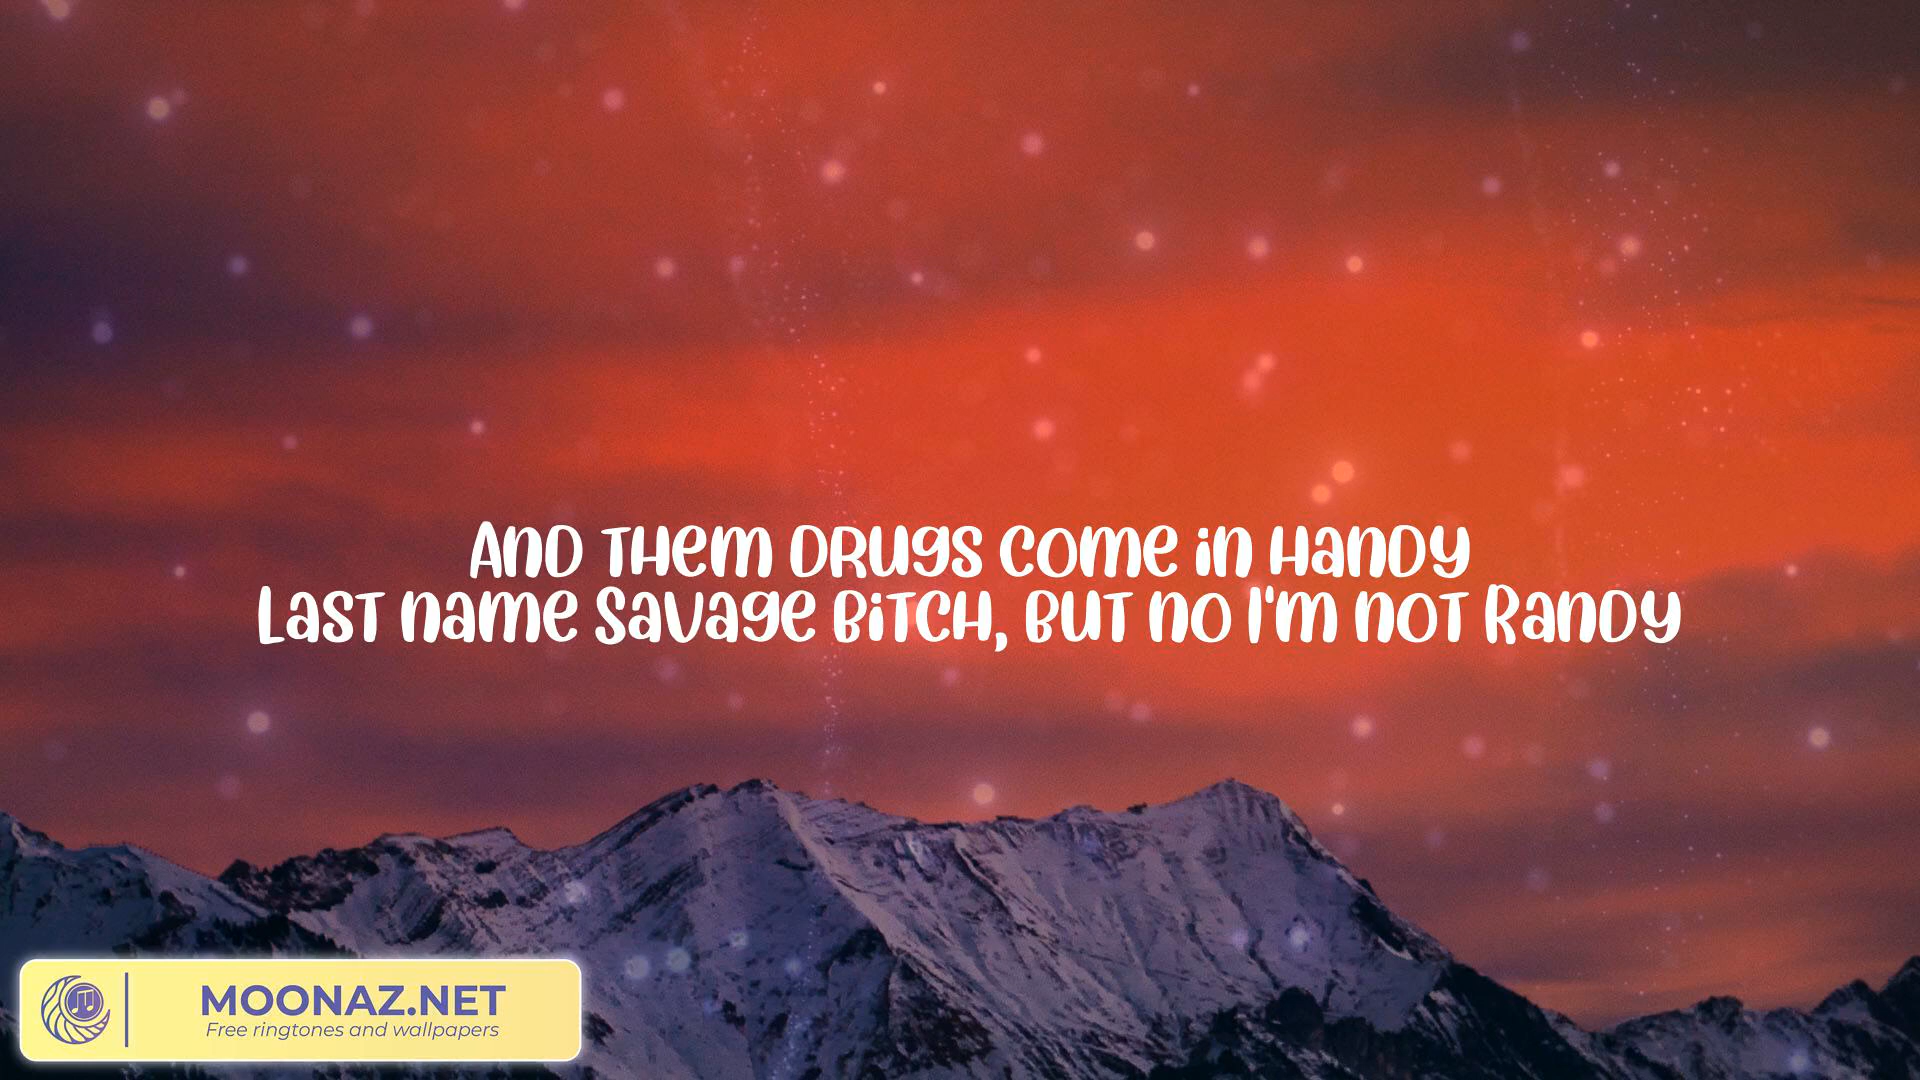 And them drugs come in handy
Last name Savage bitch, but no I'm not Randy
MOONAZ.NET
Free ringtones and wallpapers